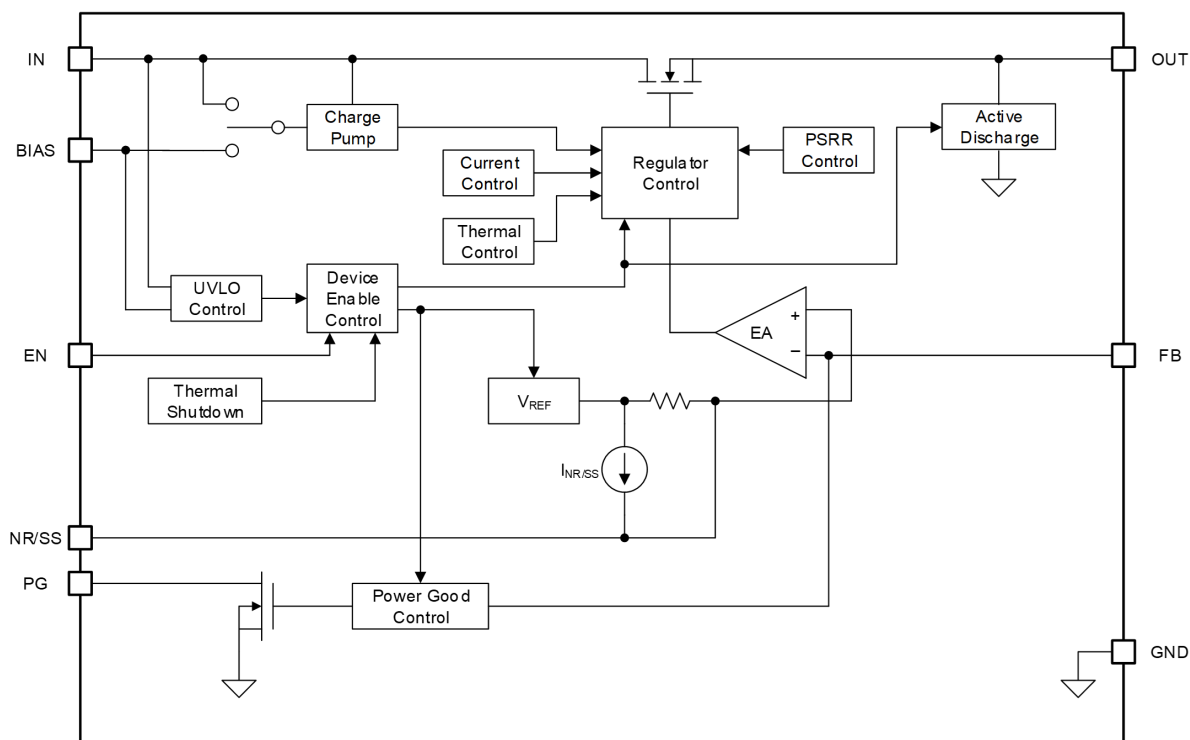 IN
OUT
Charge
Pump
Active
Discharge
BIAS
Current
Control
Regulator
Control
PSRR
Control
Thermal
Control
UVLO
Control
Device
Enable
Control
+
EA
−
EN
FB
Thermal
Shutdown
VREF
INR/SS
NR/SS
PG
Power Good
Control
GND